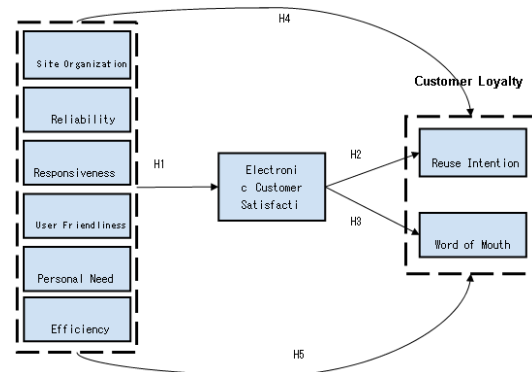 H4
Site Organization
Customer Loyalty
Reliability
H1
Responsiveness
Electroni
c Customer
Satisfacti
H2
Reuse Intention
User Friendliness
H3
Word of Mouth
Personal Need
Efficiency
H5